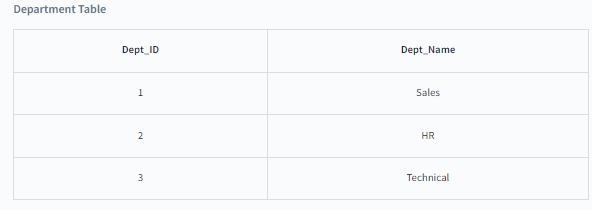 Department Table
Dept_ID Dept_Name
1 Sales
2 HR
3 Technical